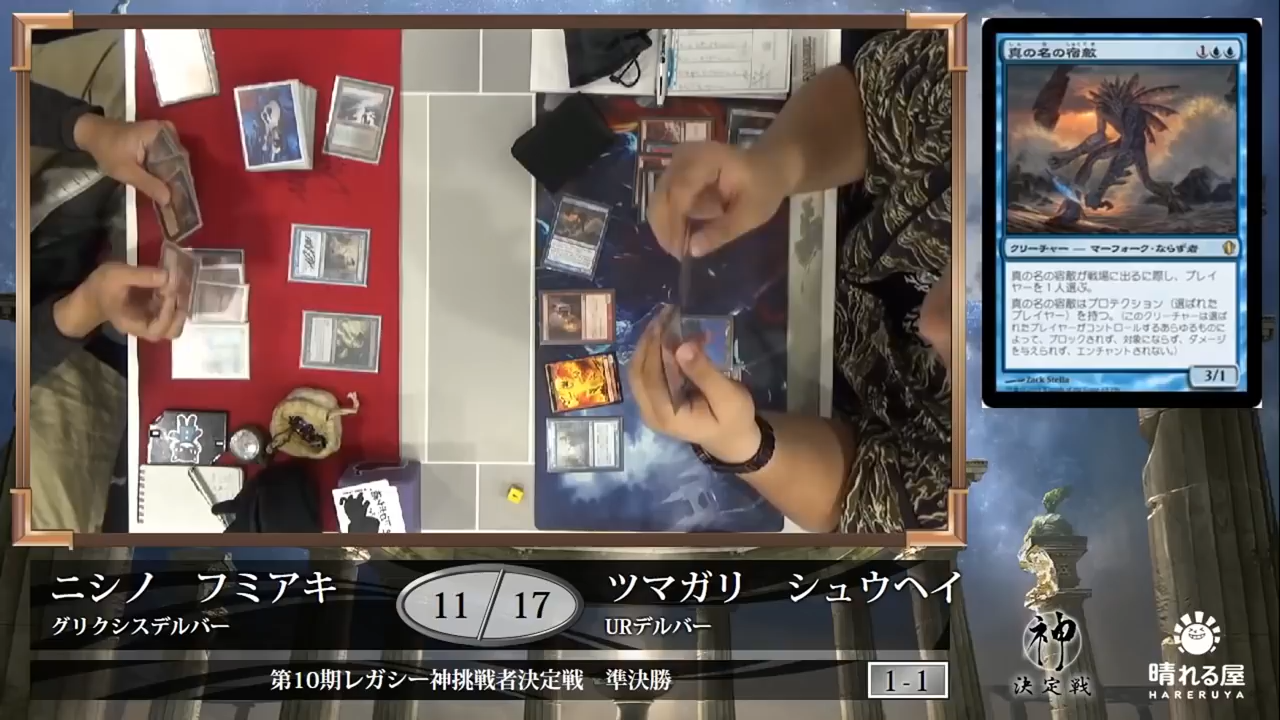 真の名の宿敵
クリーチャー — マーフォーク・ならず者
真の名の宿敵が戦場に出るに際し、プレイ
ヤーを1人選ぶ。
真の名の宿敵はプロテクション(選ばれた
プレイヤー)を持つ。(このクリーチャーは選ば
れたプレイヤーがコントロールするあらゆるものに
よって、ブロックされず、対象にならず、ダメージ
を与えられず、エンチャントされない。)
Zack Stella
3/1
ニシノ フミアキ
グリクシスデルバー
11/17
ツマガリ シュウヘイ
URデルバー
第10期レガシー神挑戦者決定戦 準決勝
1-1
神
決定戦
晴れる屋
HARERUYA